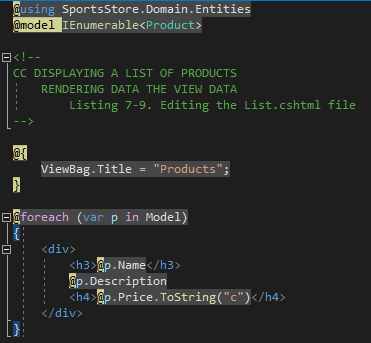 @using SportsStore.Domain.Entities
@model IEnumerable<Product>
<!--
CC DISPLAYING A LIST OF PRODUCTS
RENDERING DATA THE VIEW DATA
Listing 7-9. Editing the List.cshtml file
-->
@{
ViewBag.Title = "Products";
}
@foreach (var p in Model)
{
<div>
<h3>@p.Name</h3>
@p.Description
<h4>@p.Price.ToString("c")</h4>
</div>
}